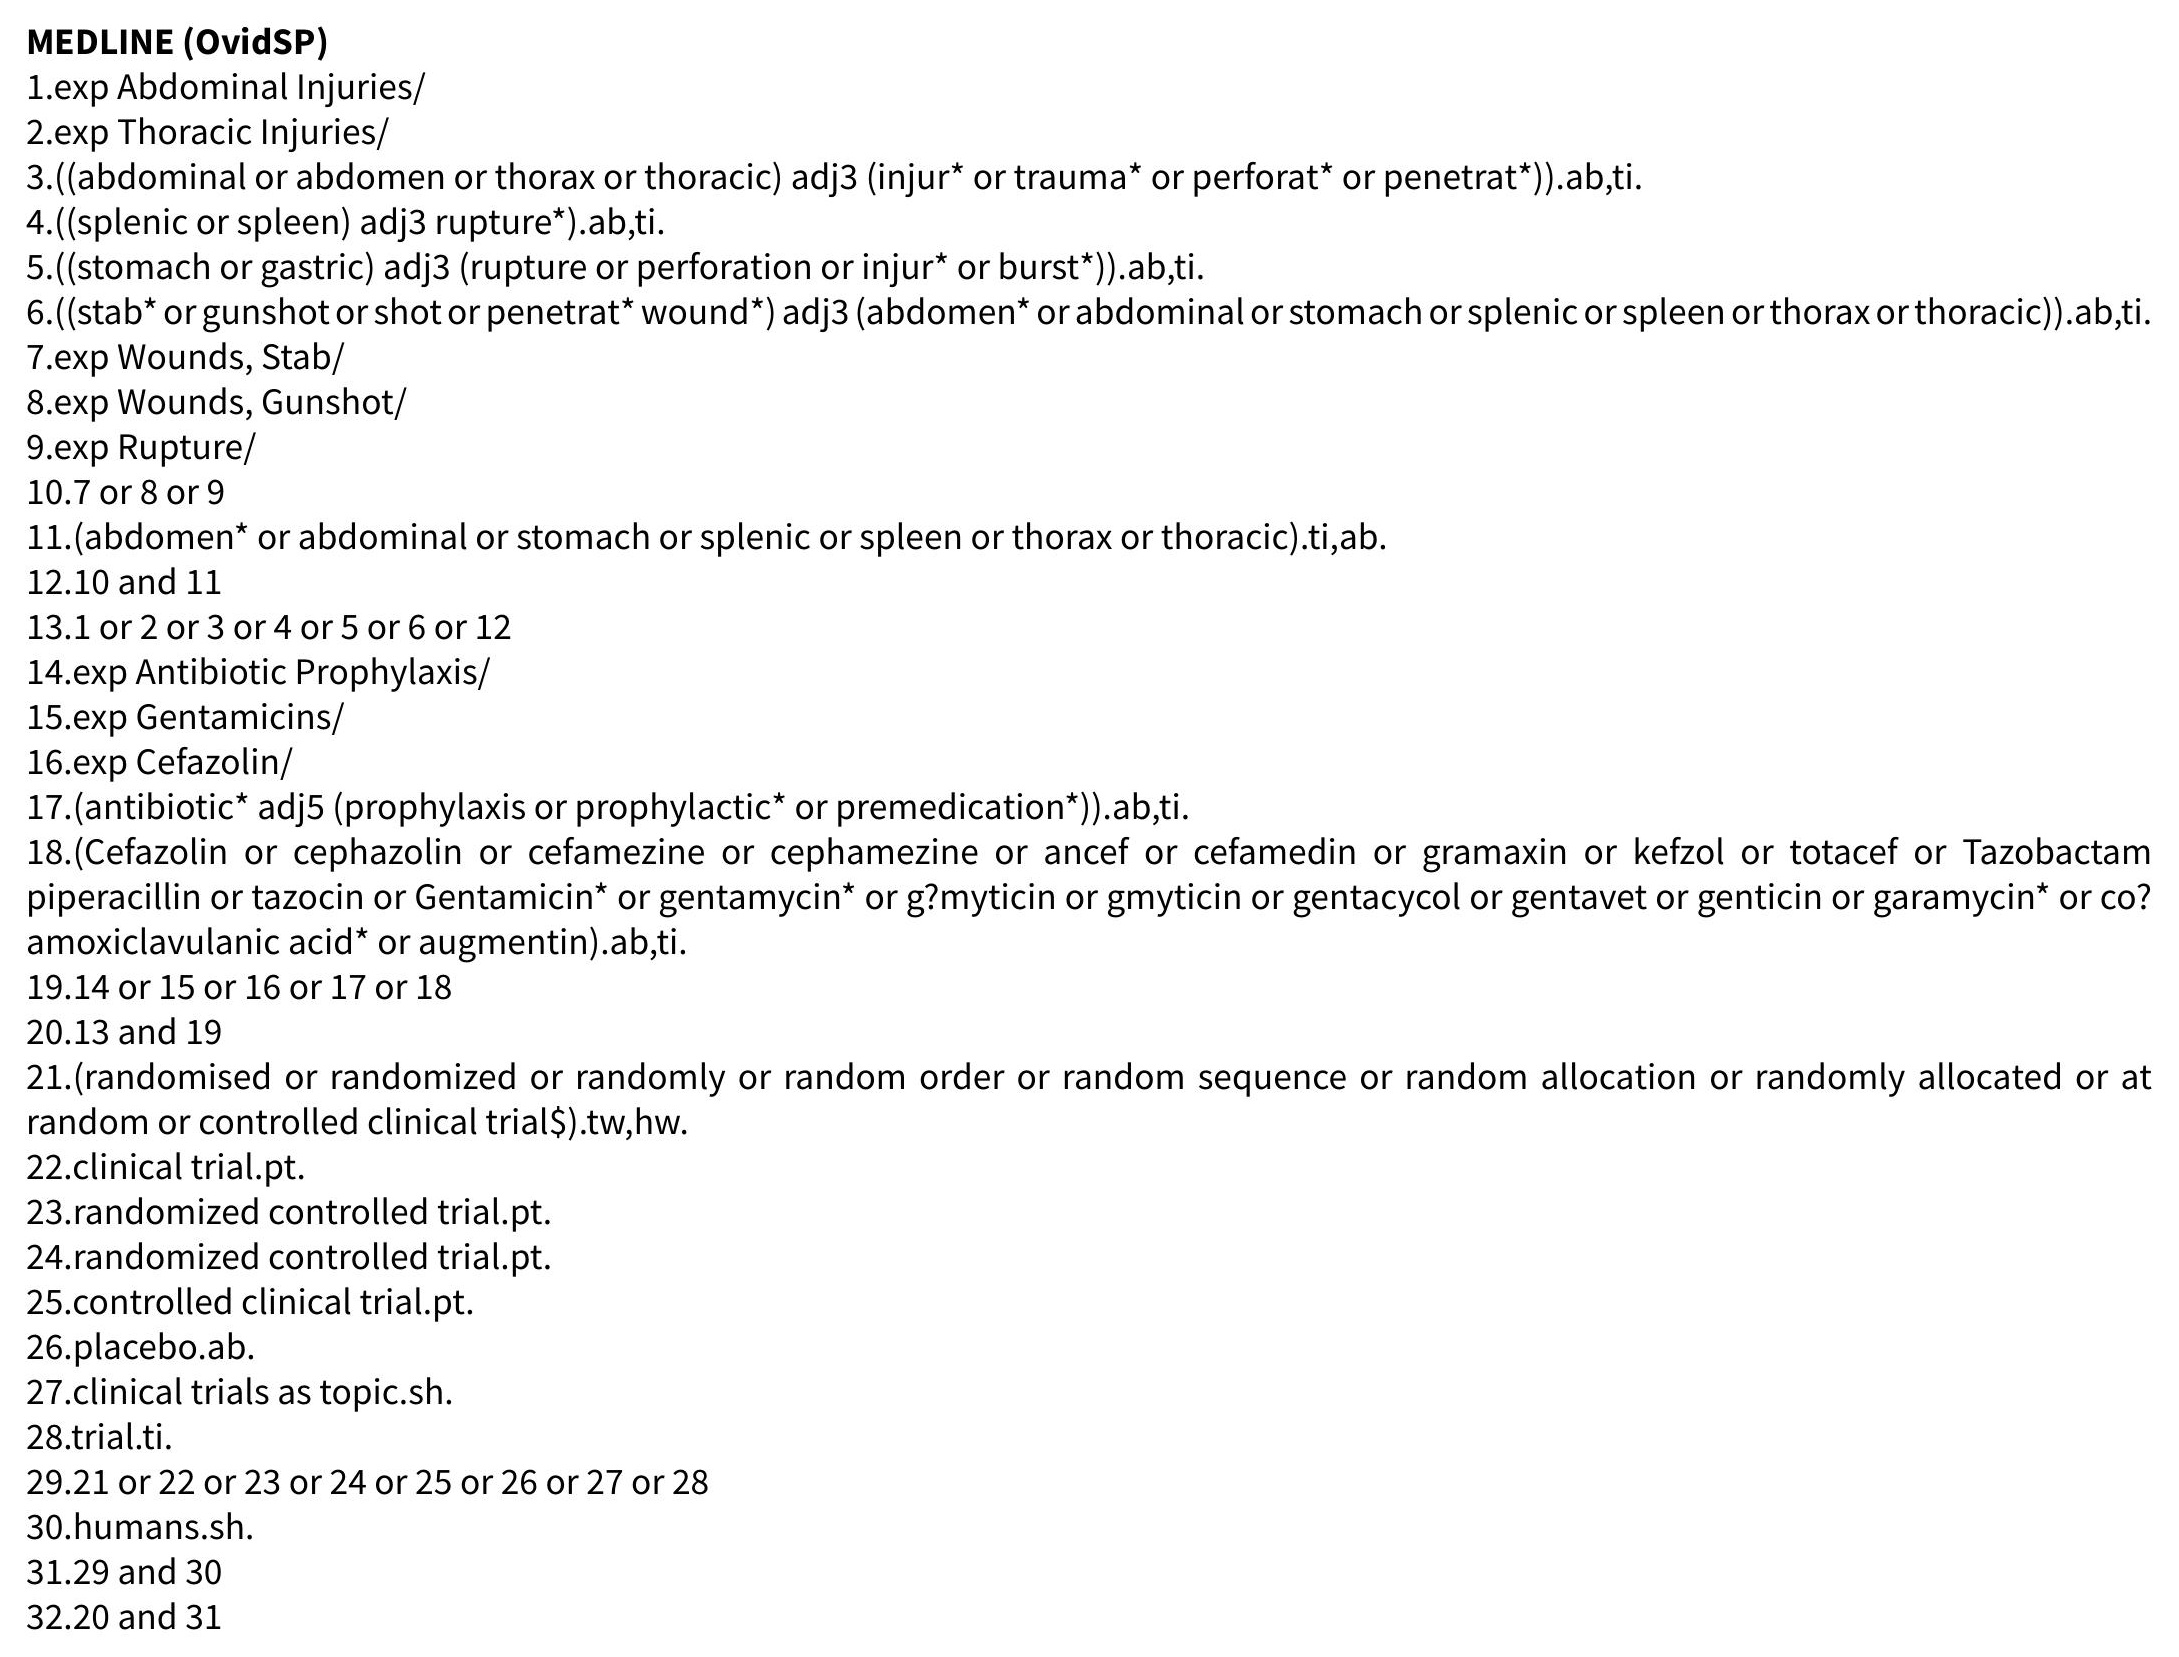 MEDLINE (OvidSP)
1.exp Abdominal Injuries/
2.exp Thoracic Injuries/
3.((abdominal or abdomen or thorax or thoracic) adj3 (injur* or trauma* or perforat* or penetrat*)).ab,ti.
4.((splenic or spleen) adj3 rupture*).ab,ti.
5.((stomach or gastric) adj3 (rupture or perforation or injur* or burst*)).ab,ti.
6.((stab* or gunshot or shot or penetrat* wound*) adj3 (abdomen* or abdominal or stomach or splenic or spleen or thorax or thoracic)).ab,ti.
7.exp Wounds, Stab/
8.exp Wounds, Gunshot/
9.exp Rupture/
10.7 or 8 or 9
11.(abdomen* or abdominal or stomach or splenic or spleen or thorax or thoracic).ti,ab.
12.10 and 11
13.1 or 2 or 3 or 4 or 5 or 6 or 12
14.exp Antibiotic Prophylaxis/
15.exp Gentamicins/
16.exp Cefazolin/
17.(antibiotic* adj5 (prophylaxis or prophylactic* or premedication*)).ab,ti.
18.(Cefazolin or cephazolin or cefamezine or cephamezine or ancef or cefamedin or gramaxin or kefzol or totacef or Tazobactam
piperacillin or tazocin or Gentamicin* or gentamycin* or g?myticin or gmyticin or gentacycol or gentavet or genticin or garamycin* or co?
amoxiclavulanic acid* or augmentin).ab,ti.
19.14 or 15 or 16 or 17 or 18
20.13 and 19
21.(randomised or randomized or randomly or random order or random sequence or random allocation or randomly allocated or at
random or controlled clinical trial$).tw,hw.
22.clinical trial.pt.
23.randomized controlled trial.pt.
24.randomized controlled trial.pt.
25.controlled clinical trial.pt.
26.placebo.ab.
27.clinical trials as topic.sh.
28.trial.ti.
29.21 or 22 or 23 or 24 or 25 or 26 or 27 or 28
30.humans.sh.
31.29 and 30
32.20 and 31